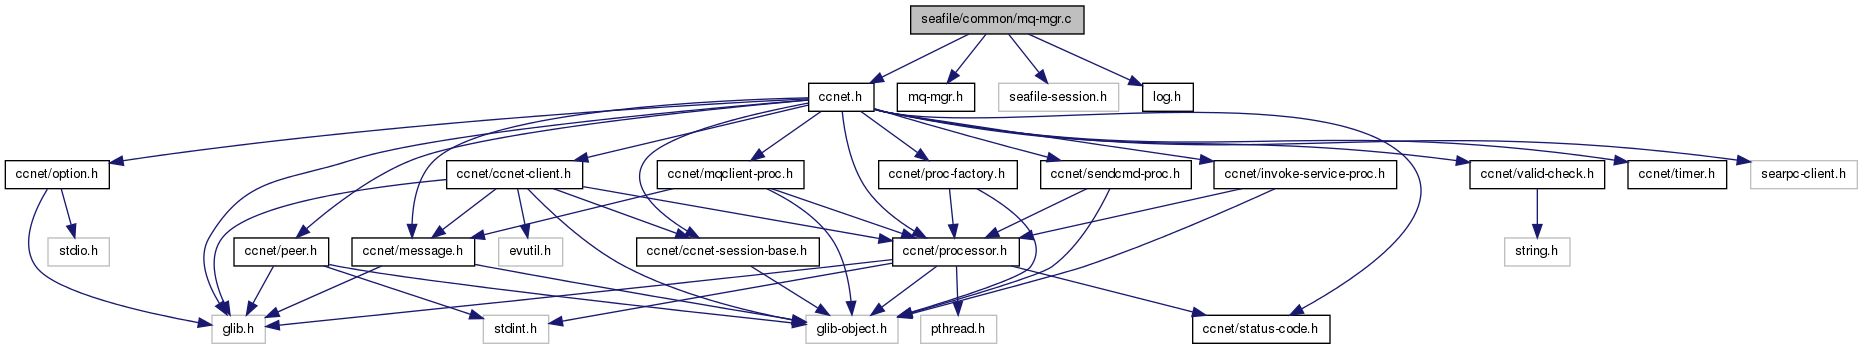 seafile/common/mq-mgr.c
ccnet.h
mq-mgr.h
seafile-session.h
log.h
ccnet/option.h
ccnet/ccnet-client.h
ccnet/mqclient-proc.h
ccnet/proc-factory.h
ccnet/sendcmd-proc.h
ccnet/invoke-service-proc.h
ccnet/valid-check.h
ccnet/timer.h
searpc-client.h
stdio.h
ccnet/peer.h
ccnet/message.h
evutil.h
ccnet/ccnet-session-base.h
ccnet/processor.h
string.h
glib.h
stdint.h
glib-object.h
pthread.h
ccnet/status-code.h